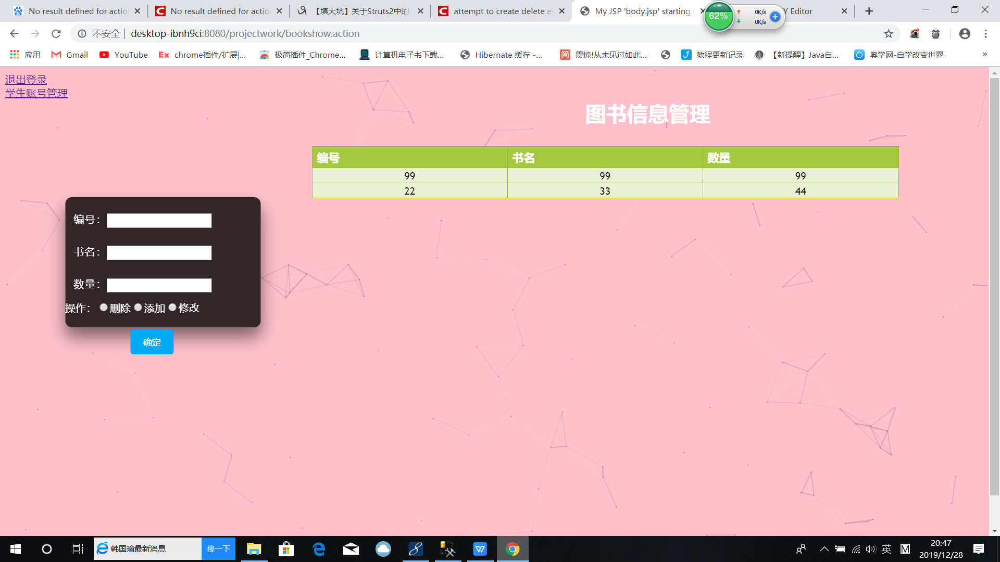 No result defined for actio
No result defined for actio
【填大坑】关于Struts2中的
attempt to create delete e
My JSP 'body.jsp' starting
Y Editor
62%
0K/s
0K/s
不安全 | desktop-ibnh9ci:8080/projectwork/bookshow.action
应用
Gmail
YouTube
Ex chrome插件/扩展|...
极简插件_Chrome...
计算机电子书下载...
Hibernate 缓存 -...
简 震惊!从未见过如此...
教程更新记录
【新提醒】Java自...
奥学网-自学改变世界
»
退出登录
学生账号管理
图书信息管理
编号 书名 数量
99 99 99
22 33 44
编号：
书名：
数量：
操作： 删除 添加 修改
确定
韩国瑜最新消息
搜一下
英
M
20:47
2019/12/28